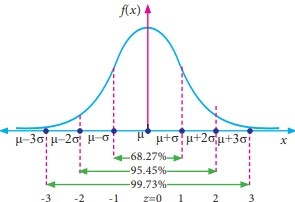 f(x)
μ–3σ μ–2σ μ–σ μ μ+σ μ+2σ μ+3σ x
68.27%
95.45%
99.73%
-3 -2 -1 z=0 1 2 3